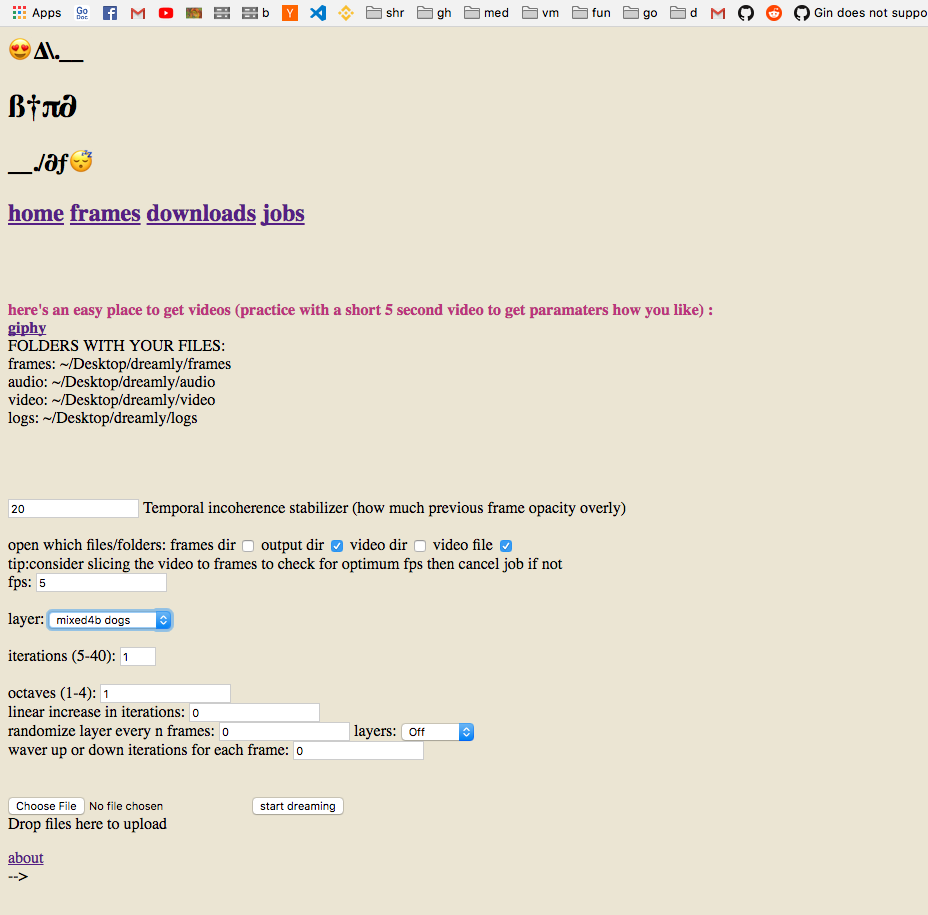 Apps Go Doc b Y shr gh med vm fun go d Gin does not suppo
😍∆\.__
ß†π∂
__./∂ƒ😴
home frames downloads jobs
here's an easy place to get videos (practice with a short 5 second video to get paramaters how you like) :
giphy
FOLDERS WITH YOUR FILES:
frames: ~/Desktop/dreamly/frames
audio: ~/Desktop/dreamly/audio
video: ~/Desktop/dreamly/video
logs: ~/Desktop/dreamly/logs
20 Temporal incoherence stabilizer (how much previous frame opacity overly)
open which files/folders: frames dir output dir video dir video file
tip:consider slicing the video to frames to check for optimum fps then cancel job if not
fps: 5
layer: mixed4b dogs
iterations (5-40): 1
octaves (1-4): 1
linear increase in iterations: 0
randomize layer every n frames: 0 layers: Off
waver up or down iterations for each frame: 0
Choose File No file chosen start dreaming
Drop files here to upload
about
-->